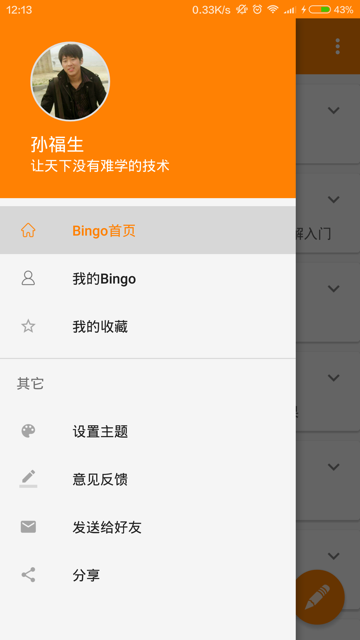 12:13
0.33K/s
43%
孙福生
让天下没有难学的技术
Bingo首页
解入门
我的Bingo
我的收藏
其它
设置主题
意见反馈
发送给好友
分享